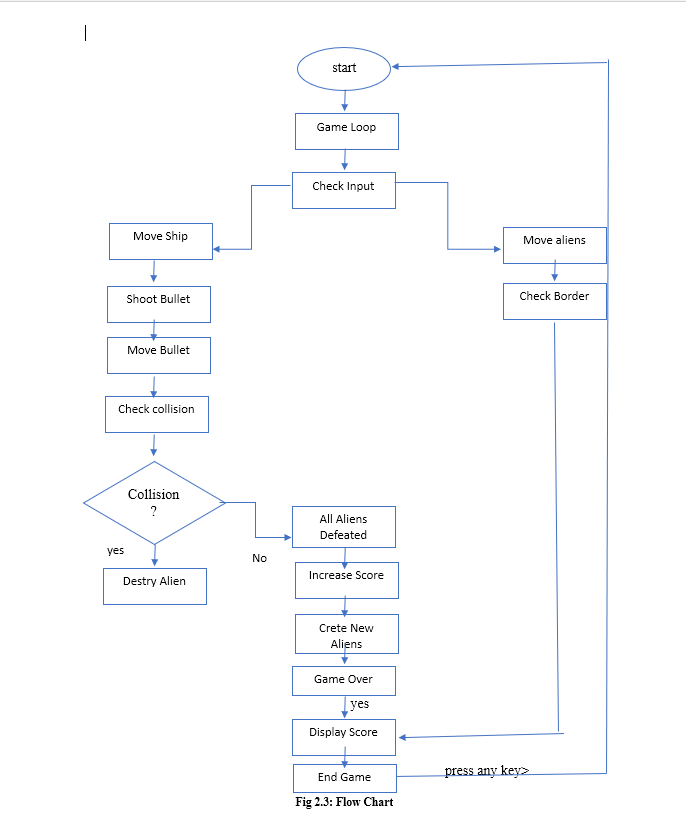 start
Game Loop
Check Input
Move Ship
Move aliens
Shoot Bullet
Check Border
Move Bullet
Check collision
Collision
?
yes
No
Destry Alien
All Aliens
Defeated
Increase Score
Crete New
Aliens
Game Over
yes
Display Score
End Game
press any key>
Fig 2.3: Flow Chart